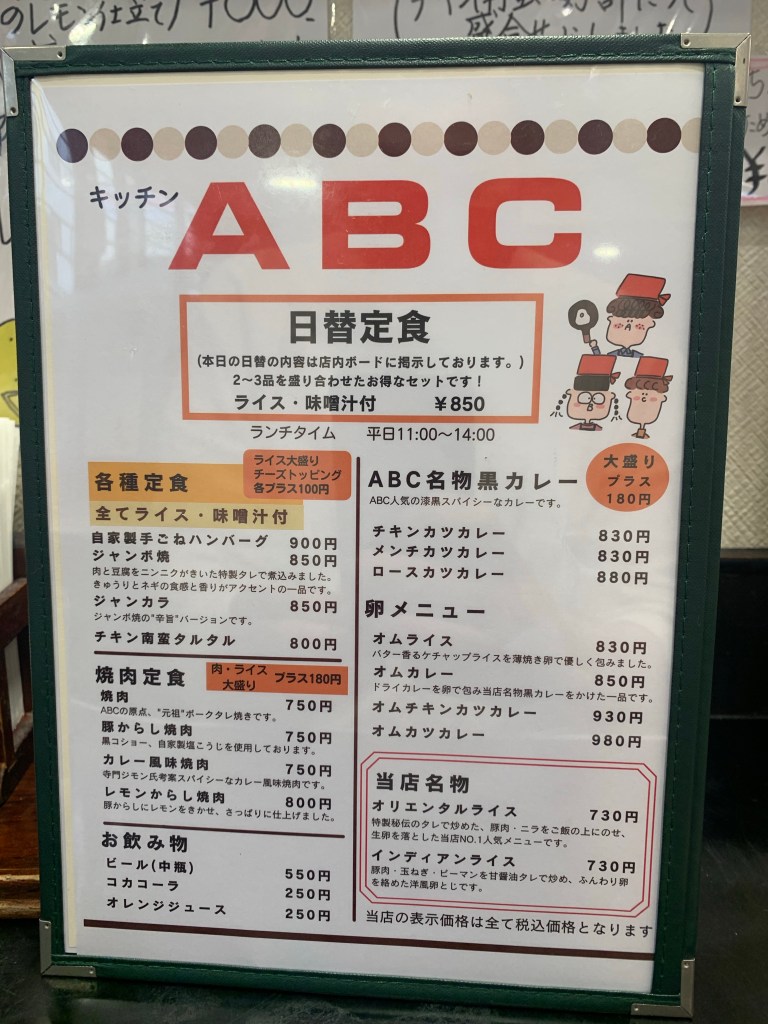 のレモン仕立て) 1000
キッチン
ABC
日替定食
(本日の日替の内容は店内ボードに掲示しております。)
2〜3品を盛り合わせたお得なセットです！
ライス・味噌汁付 ¥850
ランチタイム 平日11:00〜14:00
各種定食
ライス大盛り
チーズトッピング
各プラス100円
全てライス・味噌汁付
自家製手ごねハンバーグ 900円
ジャンボ焼 850円
肉と豆腐をニンニクがきいた特製タレで煮込みました。
きゅうりとネギの食感と香りがアクセントの一品です。
ジャンカラ 850円
ジャンボ焼の"辛旨"バージョンです。
チキン南蛮タルタル 800円
焼肉定食
肉・ライス
大盛り プラス180円
焼肉 750円
ABCの原点、"元祖"ポークタレ焼きです。
豚からし焼肉 750円
黒コショー、自家製塩こうじを使用しております。
カレー風味焼肉 750円
寺門ジモン氏考案スパイシーなカレー風味焼肉です。
レモンからし焼肉 800円
豚からしにレモンをきかせ、さっぱりに仕上げました。
お飲み物
ビール(中瓶) 550円
コカコーラ 250円
オレンジジュース 250円
ABC名物黒カレー
ABC人気の漆黒スパイシーなカレーです。
大盛り
プラス
180円
チキンカツカレー 830円
メンチカツカレー 830円
ロースカツカレー 880円
卵メニュー
オムライス 830円
バター香るケチャップライスを薄焼き卵で優しく包みました。
オムカレー 850円
ドライカレーを卵で包み当店名物黒カレーをかけた一品です。
オムチキンカツカレー 930円
オムカツカレー 980円
当店名物
オリエンタルライス 730円
特製秘伝のタレで炒めた、豚肉・ニラをご飯の上にのせ、
生卵を落とした当店NO.1人気メニューです。
インディアンライス 730円
豚肉・玉ねぎ・ピーマンを甘醤油タレで炒め、ふんわり卵
を絡めた洋風卵とじです。
当店の表示価格は全て税込価格となります